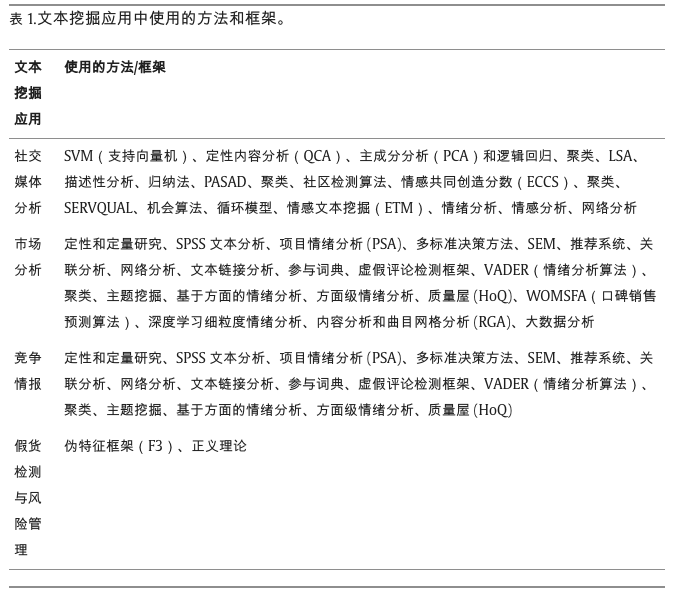 表 1.文本挖掘应用中使用的方法和框架。
文本
挖掘
应用
使用的方法/框架
社交
媒体
分析
SVM（支持向量机）、定性内容分析（QCA）、主成分分析（PCA）和逻辑回归、聚类、LSA、
描述性分析、归纳法、PASAD、聚类、社区检测算法、情感共同创造分数（ECCS）、聚类、
SERVQUAL、机会算法、循环模型、情感文本挖掘（ETM）、情绪分析、情感分析、网络分析
市场
分析
定性和定量研究、SPSS 文本分析、项目情绪分析 (PSA)、多标准决策方法、SEM、推荐系统、关
联分析、网络分析、文本链接分析、参与词典、虚假评论检测框架、VADER（情绪分析算法）、
聚类、主题挖掘、基于方面的情绪分析、方面级情绪分析、质量屋 (HoQ)、WOMSFA（口碑销售
预测算法）、深度学习细粒度情绪分析、内容分析和曲目网格分析 (RGA)、大数据分析
竞争
情报
定性和定量研究、SPSS 文本分析、项目情绪分析 (PSA)、多标准决策方法、SEM、推荐系统、关
联分析、网络分析、文本链接分析、参与词典、虚假评论检测框架、VADER（情绪分析算法）、
聚类、主题挖掘、基于方面的情绪分析、方面级情绪分析、质量屋 (HoQ)
假货
检测
与风
险管
理
伪特征框架（F3）、正义理论